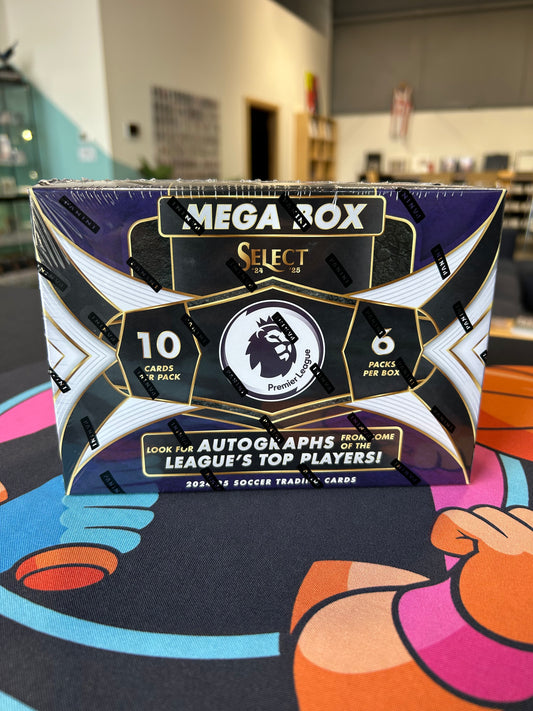 MEGA BOX
SELECT
'24 '25
10
CARDS
PER PACK
Premier League
6
PACKS
PER BOX
LOOK FOR AUTOGRAPHS FROM SOME OF THE
LEAGUE'S TOP PLAYERS!
2024-25 SOCCER TRADING CARDS
PANINI